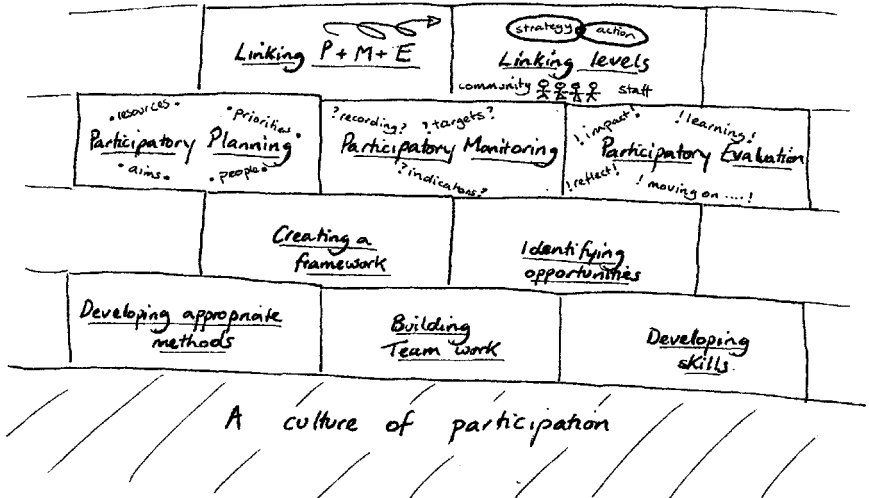 strategy action
Linking P + M + E
Linking levels
community staff
• resources •
• priorities •
Participatory Planning
• aims •
• people •
? recording? ? targets?
Participatory Monitoring
? indicators?
! impact!
! learning!
Participatory Evaluation
! reflect!
! moving on ....!
Creating a
framework
Identifying
opportunities
Developing appropriate
methods
Building
Team work
Developing
skills
A culture of participation